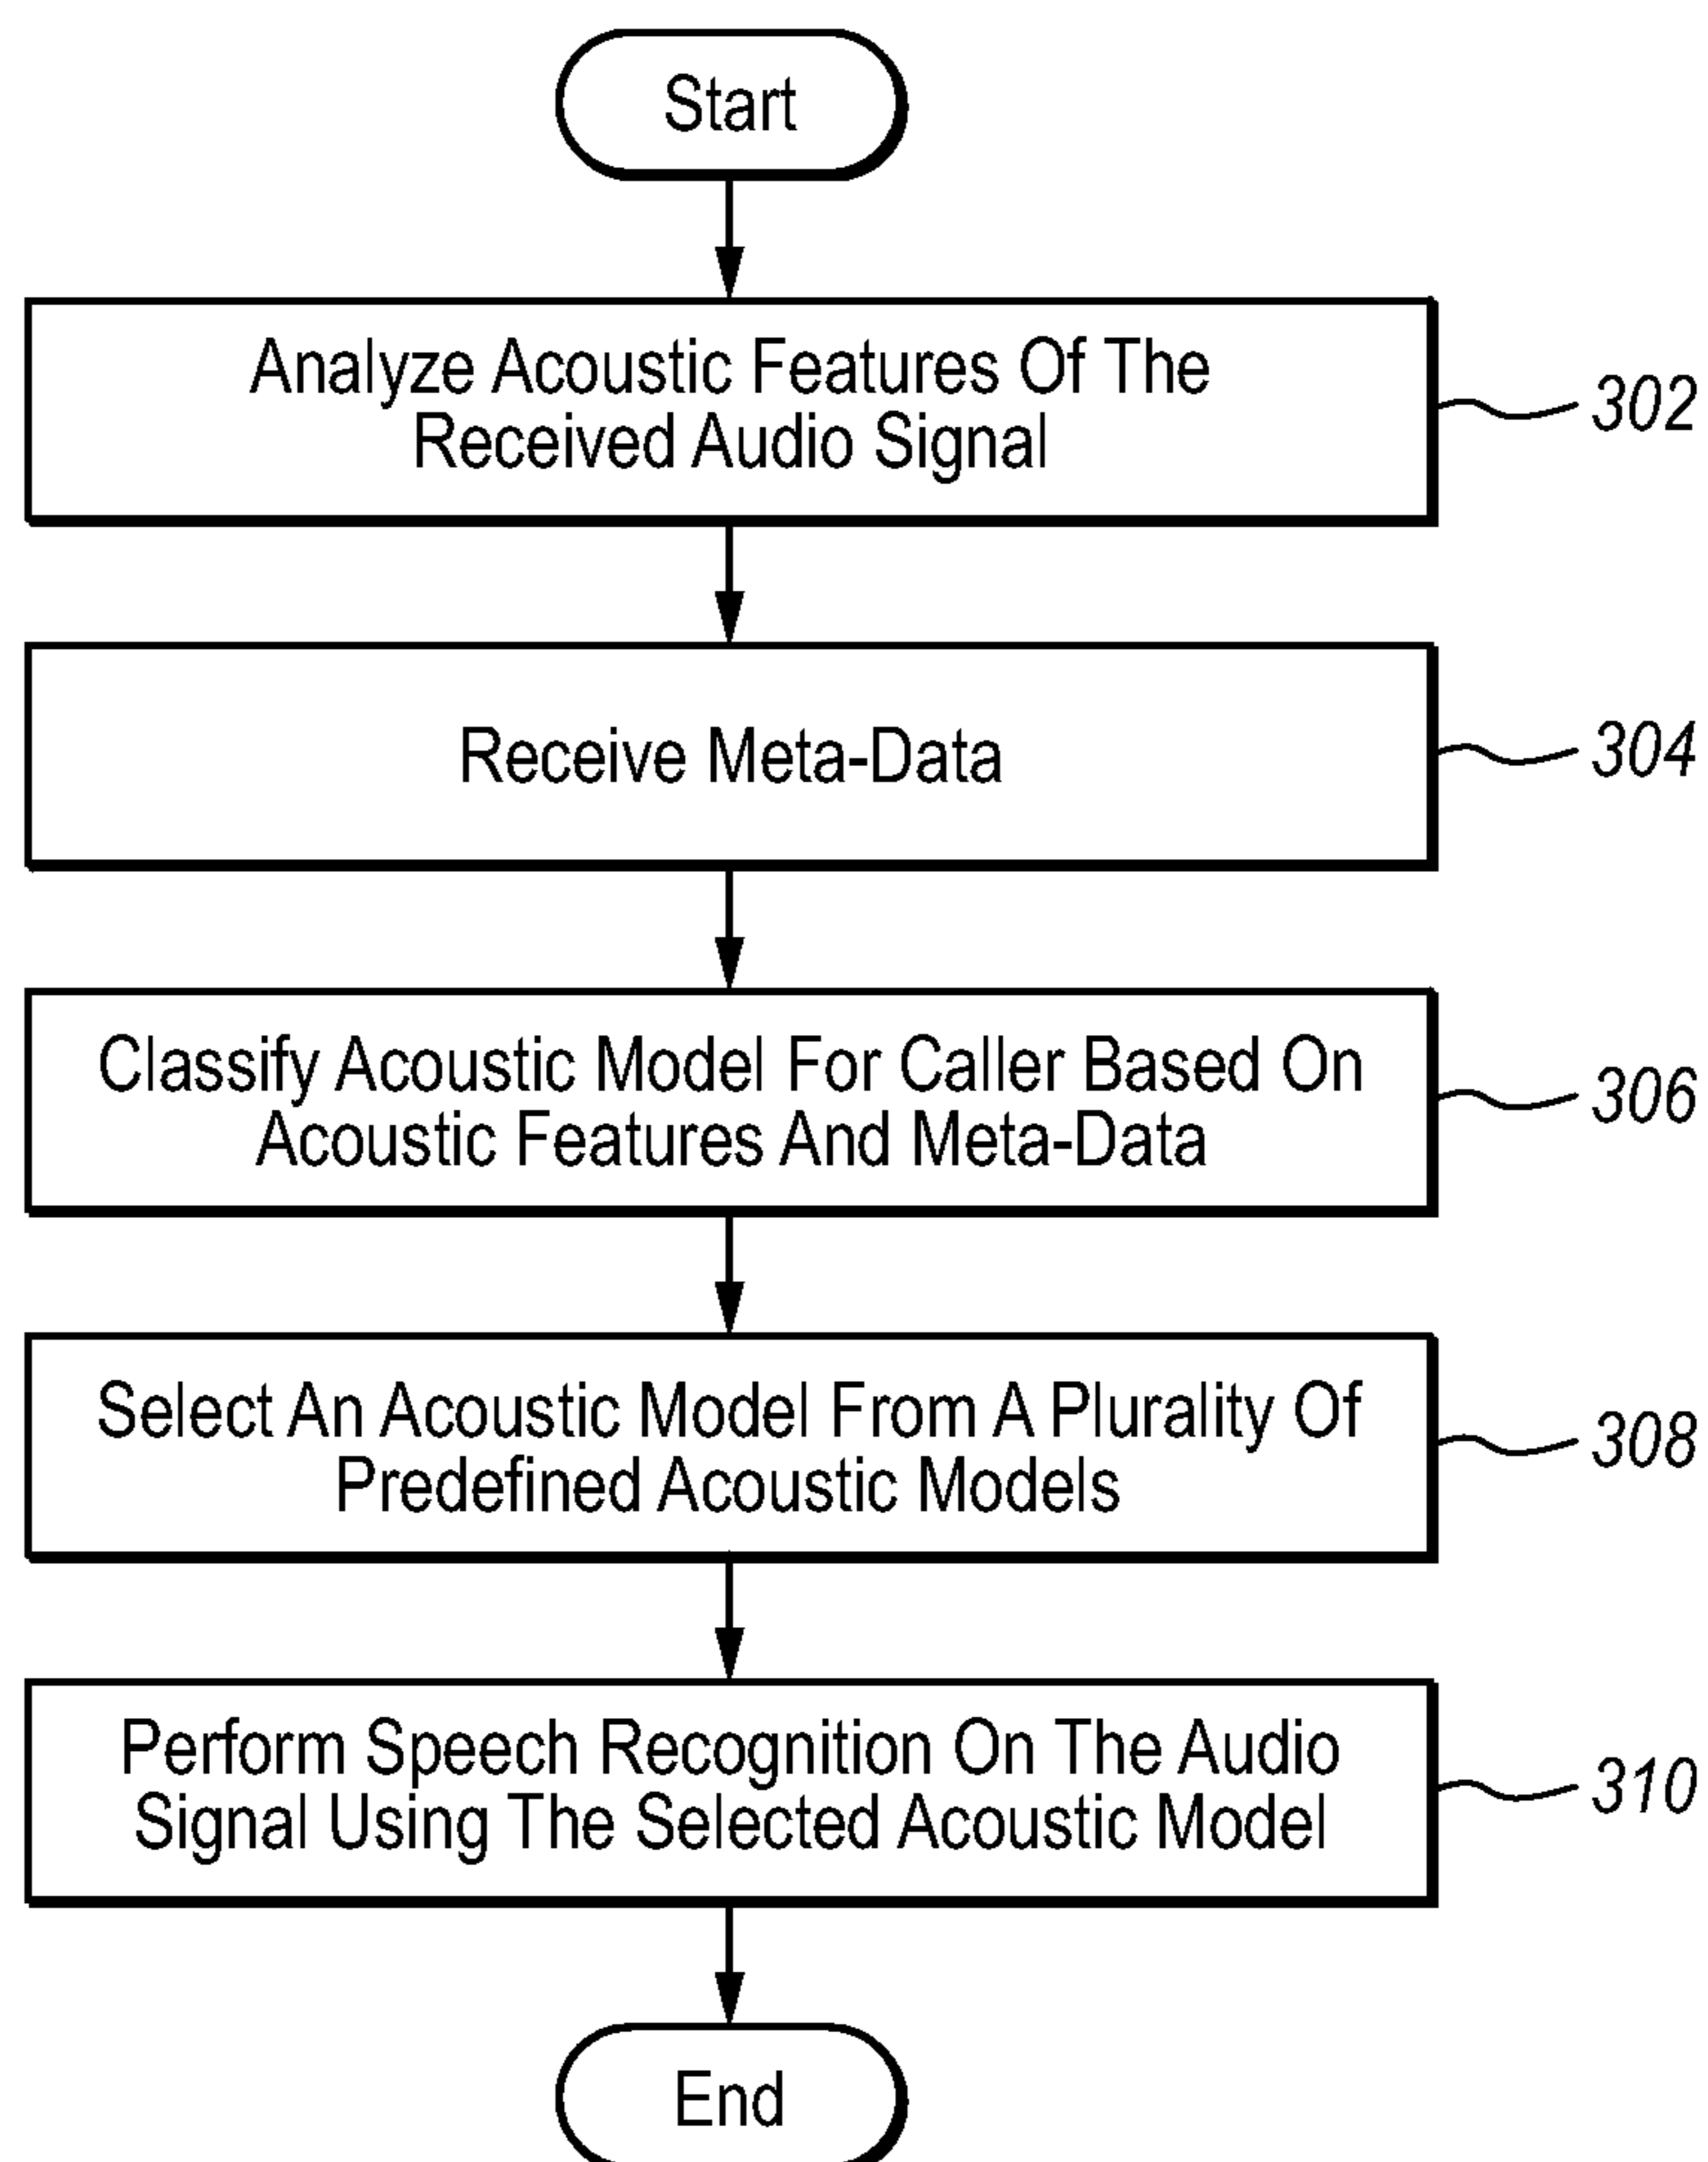 Start
Analyze Acoustic Features Of The
Received Audio Signal
302
Receive Meta-Data
304
Classify Acoustic Model For Caller Based On
Acoustic Features And Meta-Data
306
Select An Acoustic Model From A Plurality Of
Predefined Acoustic Models
308
Perform Speech Recognition On The Audio
Signal Using The Selected Acoustic Model
310
End